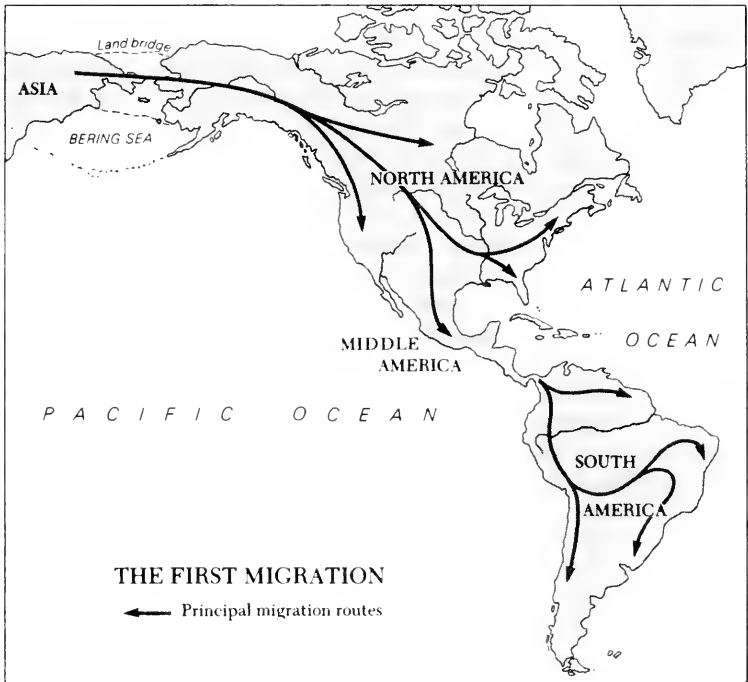 Land bridge
ASIA
BERING SEA
NORTH AMERICA
ATLANTIC
OCEAN
MIDDLE
AMERICA
PACIFIC OCEAN
SOUTH
AMERICA
THE FIRST MIGRATION
Principal migration routes